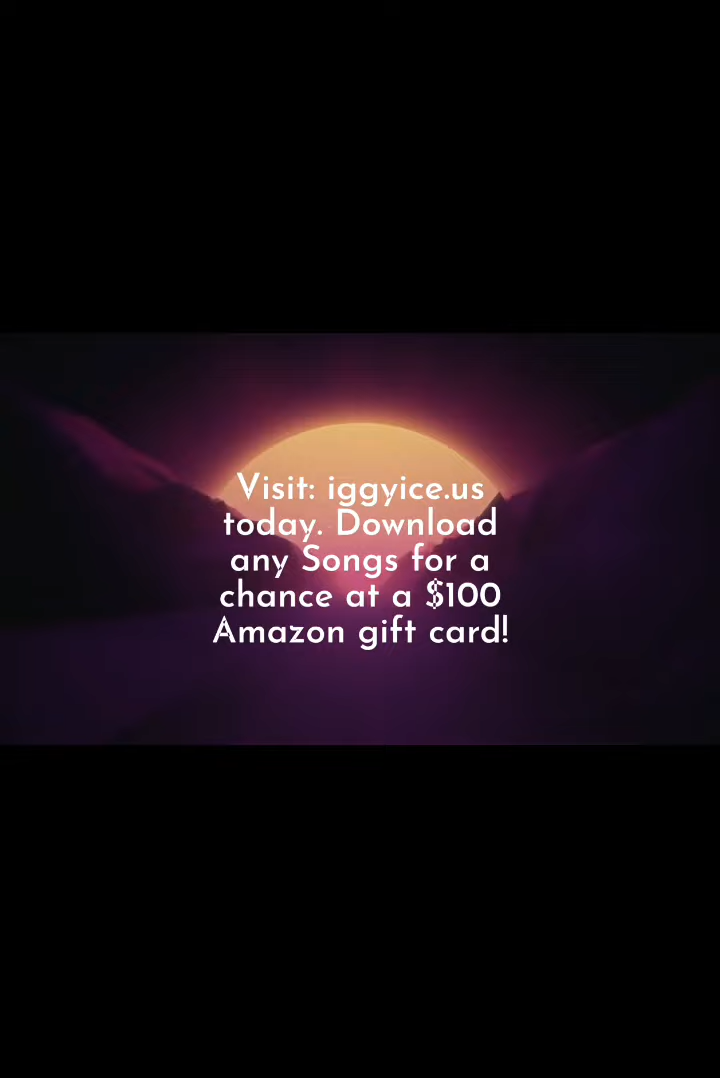 Visit: iggyice.us
today. Download
any Songs for a
chance at a $100
Amazon gift card!